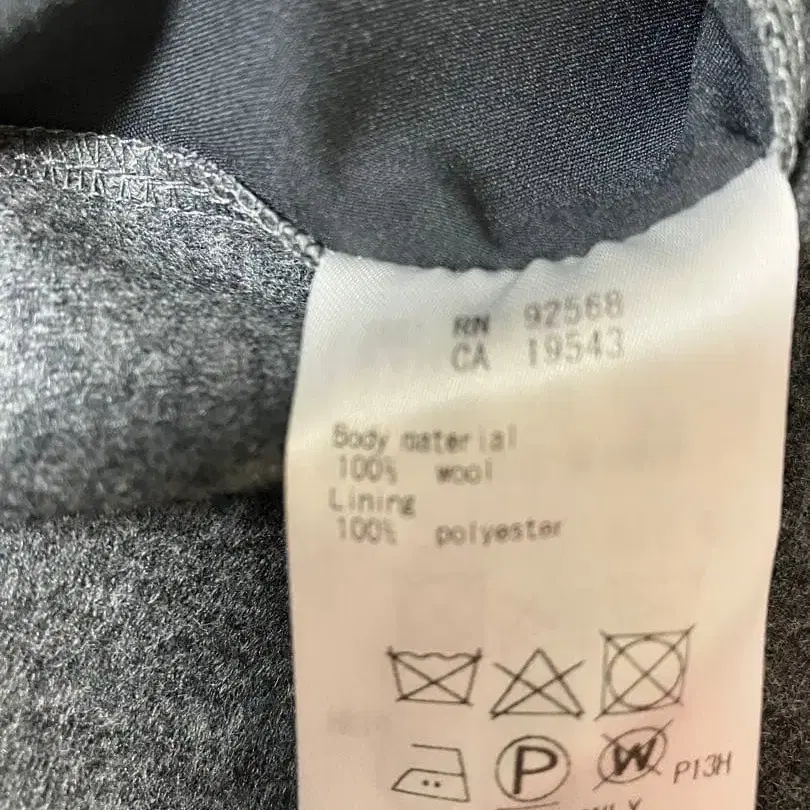 RN 92568
CA 19543
Body material
100% wool
Lining
100% polyester
P W P13H